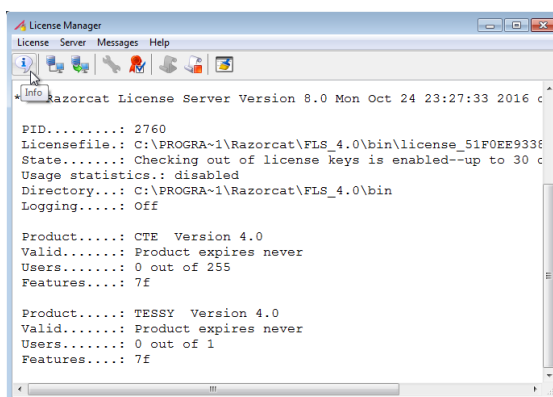 License Manager
License Server Messages Help
Info
* Razorcat License Server Version 8.0 Mon Oct 24 23:27:33 2016
PID.........: 2760
Licensefile.: C:\PROGRA~1\Razorcat\FLS_4.0\bin\license_51F0EE9338
State.......: Checking out of license keys is enabled--up to 30
Usage statistics.: disabled
Directory...: C:\PROGRA~1\Razorcat\FLS_4.0\bin
Logging.....: Off
Product.....: CTE Version 4.0
Valid.......: Product expires never
Users.......: 0 out of 255
Features....: 7f
Product.....: TESSY Version 4.0
Valid.......: Product expires never
Users.......: 0 out of 1
Features....: 7f